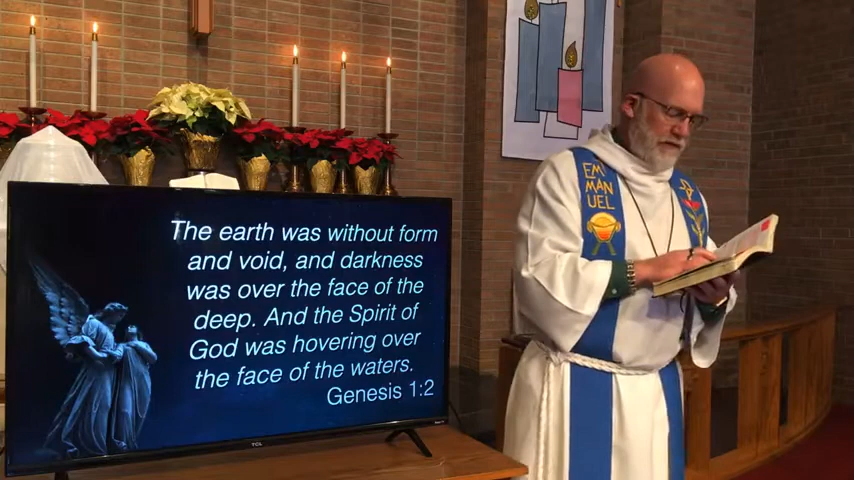 The earth was without form
and void, and darkness
was over the face of the
deep. And the Spirit of
God was hovering over
the face of the waters.
Genesis 1:2
TCL
EM
MAN
UEL